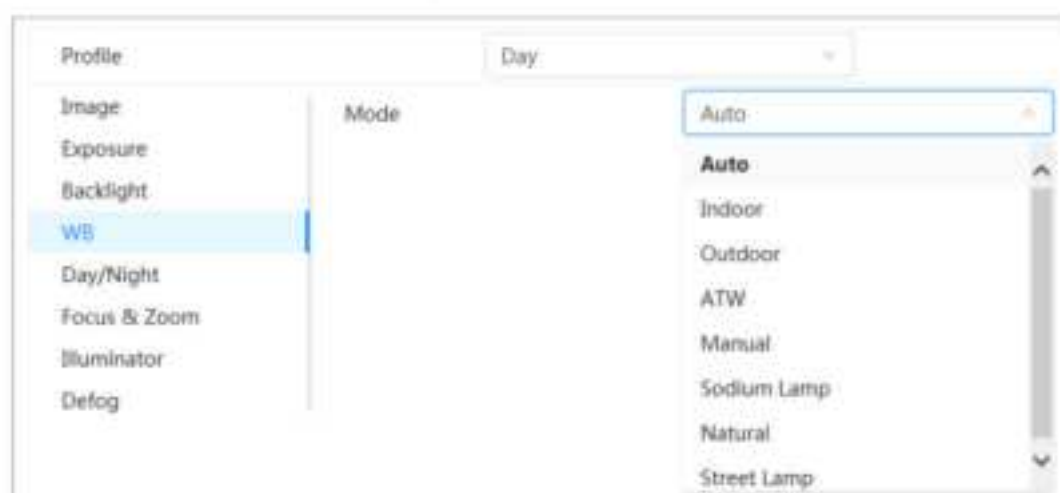 Profile
Day
Image
Exposure
Backlight
WB
Day/Night
Focus & Zoom
Illuminator
Defog
Mode
Auto
Auto
Indoor
Outdoor
ATW
Manual
Sodium Lamp
Natural
Street Lamp